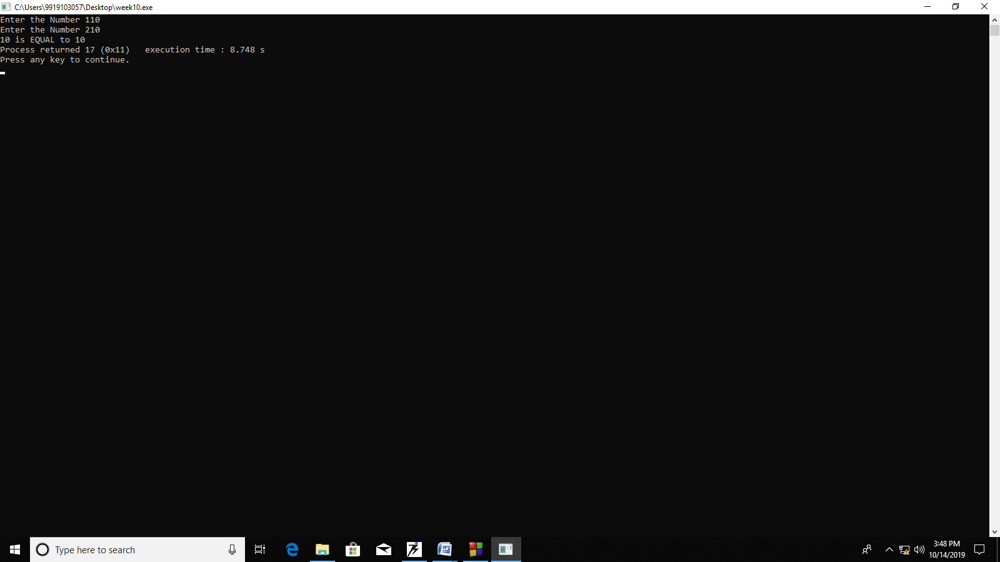 C:\Users\9919103057\Desktop\week10.exe
Enter the Number 110
Enter the Number 210
10 is EQUAL to 10
Process returned 17 (0x11)   execution time : 8.748 s
Press any key to continue.
Type here to search
3:48 PM
10/14/2019